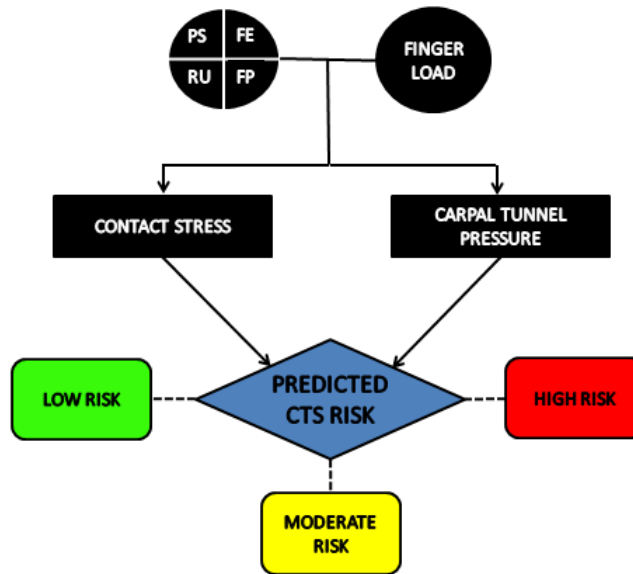 PS FE
RU FP
FINGER
LOAD
CONTACT STRESS
CARPAL TUNNEL
PRESSURE
PREDICTED
CTS RISK
LOW RISK
HIGH RISK
MODERATE
RISK